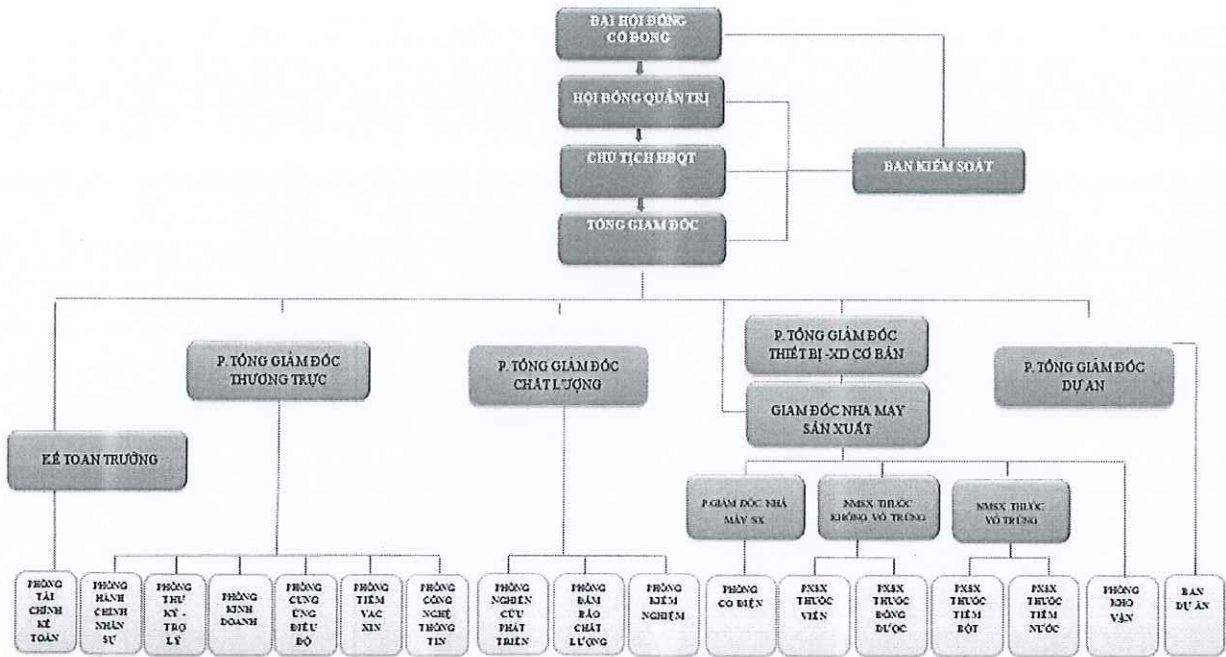 ĐẠI HỘI ĐỒNG
CỔ ĐÔNG
HỘI ĐỒNG QUẢN TRỊ
CHỦ TỊCH HĐQT
BAN KIỂM SOÁT
TỔNG GIÁM ĐỐC
P. TỔNG GIÁM ĐỐC
THƯỜNG TRỰC
P. TỔNG GIÁM ĐỐC
CHẤT LƯỢNG
P. TỔNG GIÁM ĐỐC
THIẾT BỊ -XD CƠ BẢN
P. TỔNG GIÁM ĐỐC
DỰ ÁN
GIÁM ĐỐC NHÀ MÁY
SẢN XUẤT
KẾ TOÁN TRƯỞNG
P.GIÁM ĐỐC NHÀ
MÁY SX
NMSX THUỐC
KHÔNG VÔ TRÙNG
NMSX THUỐC
VÔ TRÙNG
PHÒNG
TÀI
CHÍNH
KẾ
TOÁN
PHÒNG
HÀNH
CHÍNH
NHÂN
SỰ
PHÒNG
THƯ
KÝ -
TRỢ
LÝ
PHÒNG
KINH
DOANH
PHÒNG
CUNG
ỨNG
ĐIỀU
ĐỘ
PHÒNG
TIÊM
VAC
XIN
PHÒNG
CÔNG
NGHỆ
THÔNG
TIN
PHÒNG
NGHIÊN
CỨU
PHÁT
TRIỂN
PHÒNG
ĐẢM
BẢO
CHẤT
LƯỢNG
PHÒNG
KIỂM
NGHIỆM
PHÒNG
CƠ ĐIỆN
PXSX
THUỐC
VIÊN
PXSX
THUỐC
ĐÔNG
DƯỢC
PXSX
THUỐC
TIÊM
BỘT
PXSX
THUỐC
TIÊM
NƯỚC
PHÒNG
KHO
VẬN
BAN
DỰ ÁN